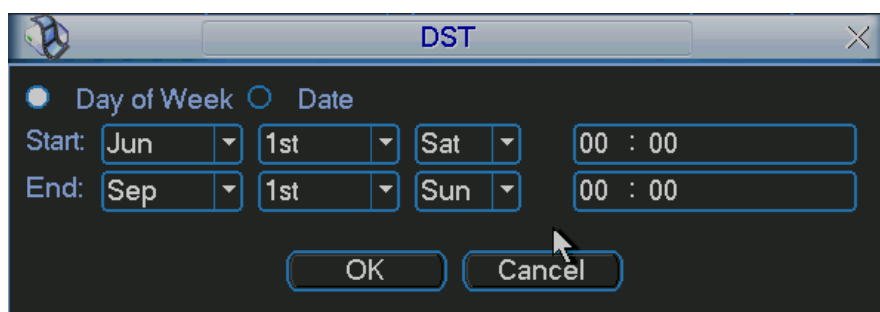 DST
Day of Week Date
Start: Jun 1st Sat 00 : 00
End: Sep 1st Sun 00 : 00
OK Cancel